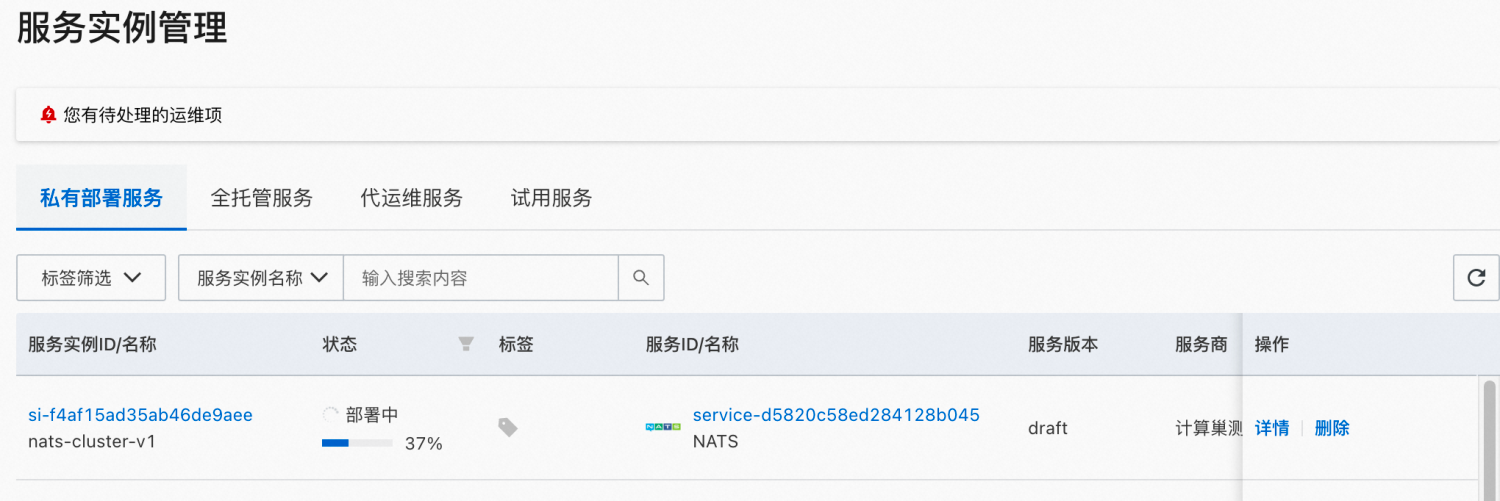 服务实例管理
您有待处理的运维项
私有部署服务 全托管服务 代运维服务 试用服务
标签筛选 服务实例名称 输入搜索内容
服务实例ID/名称 状态 标签 服务ID/名称 服务版本 服务商 操作
si-f4af15ad35ab46de9aee 部署中 NATS service-d5820c58ed284128b045 draft 计算巢测 详情 删除
nats-cluster-v1 37% NATS